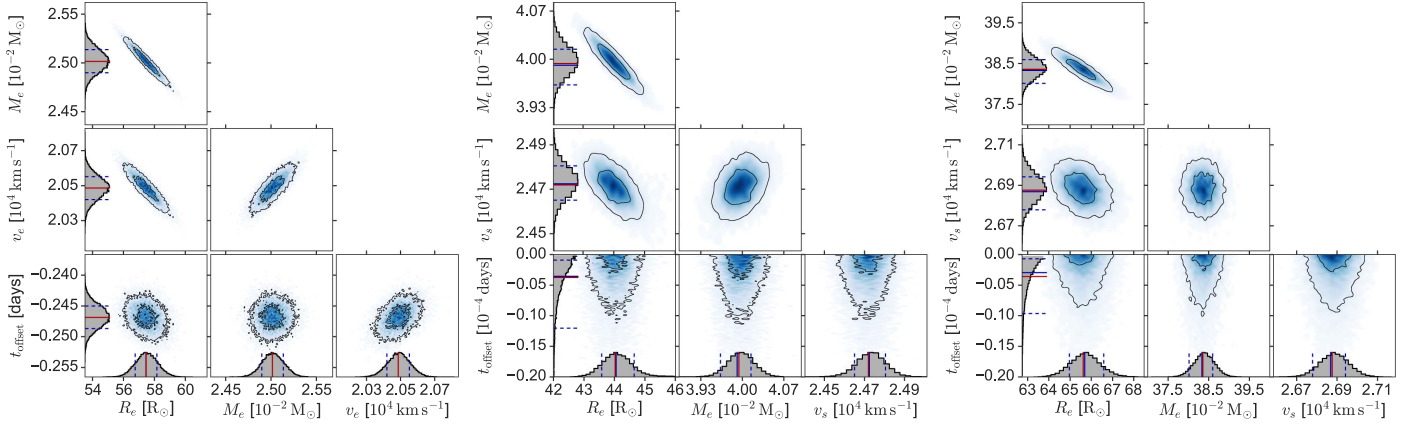 M_e [10^{-2} M_⊙]
2.55
2.50
2.45
v_e [10^4 km s^{-1}]
2.07
2.05
2.03
t_offset [days]
−0.240
−0.245
−0.250
−0.255
54 56 58 60
R_e [R_⊙]
2.45 2.50 2.55
M_e [10^{-2} M_⊙]
2.03 2.05 2.07
v_e [10^4 km s^{-1}]
M_e [10^{-2} M_⊙]
4.07
4.00
3.93
v_s [10^4 km s^{-1}]
2.49
2.47
2.45
t_offset [10^{-4} days]
0.00
−0.05
−0.10
−0.15
−0.20
42 43 44 45 46
R_e [R_⊙]
3.93 4.00 4.07
M_e [10^{-2} M_⊙]
2.45 2.47 2.49
v_s [10^4 km s^{-1}]
M_e [10^{-2} M_⊙]
39.5
38.5
37.5
v_s [10^4 km s^{-1}]
2.71
2.69
2.67
t_offset [10^{-4} days]
0.00
−0.05
−0.10
−0.15
−0.20
63 64 65 66 67 68
R_e [R_⊙]
37.5 38.5 39.5
M_e [10^{-2} M_⊙]
2.67 2.69 2.71
v_s [10^4 km s^{-1}]